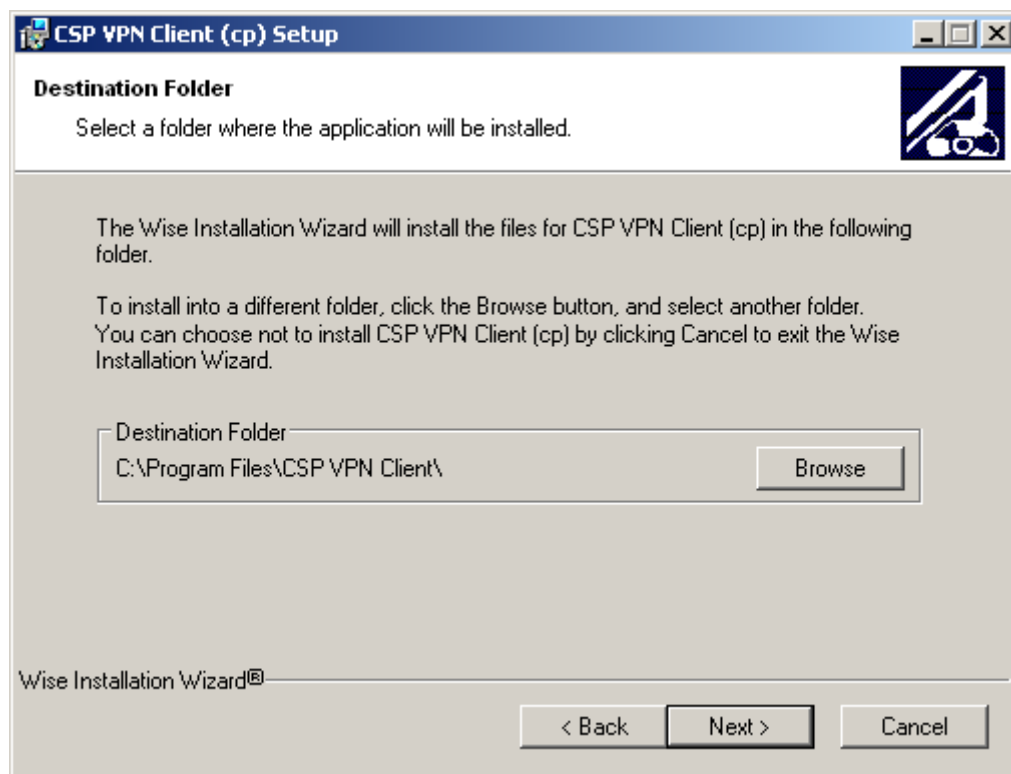 CSP VPN Client (cp) Setup
Destination Folder
Select a folder where the application will be installed.
The Wise Installation Wizard will install the files for CSP VPN Client (cp) in the following
folder.
To install into a different folder, click the Browse button, and select another folder.
You can choose not to install CSP VPN Client (cp) by clicking Cancel to exit the Wise
Installation Wizard.
Destination Folder
C:\Program Files\CSP VPN Client\
Browse
Wise Installation Wizard®
< Back
Next >
Cancel